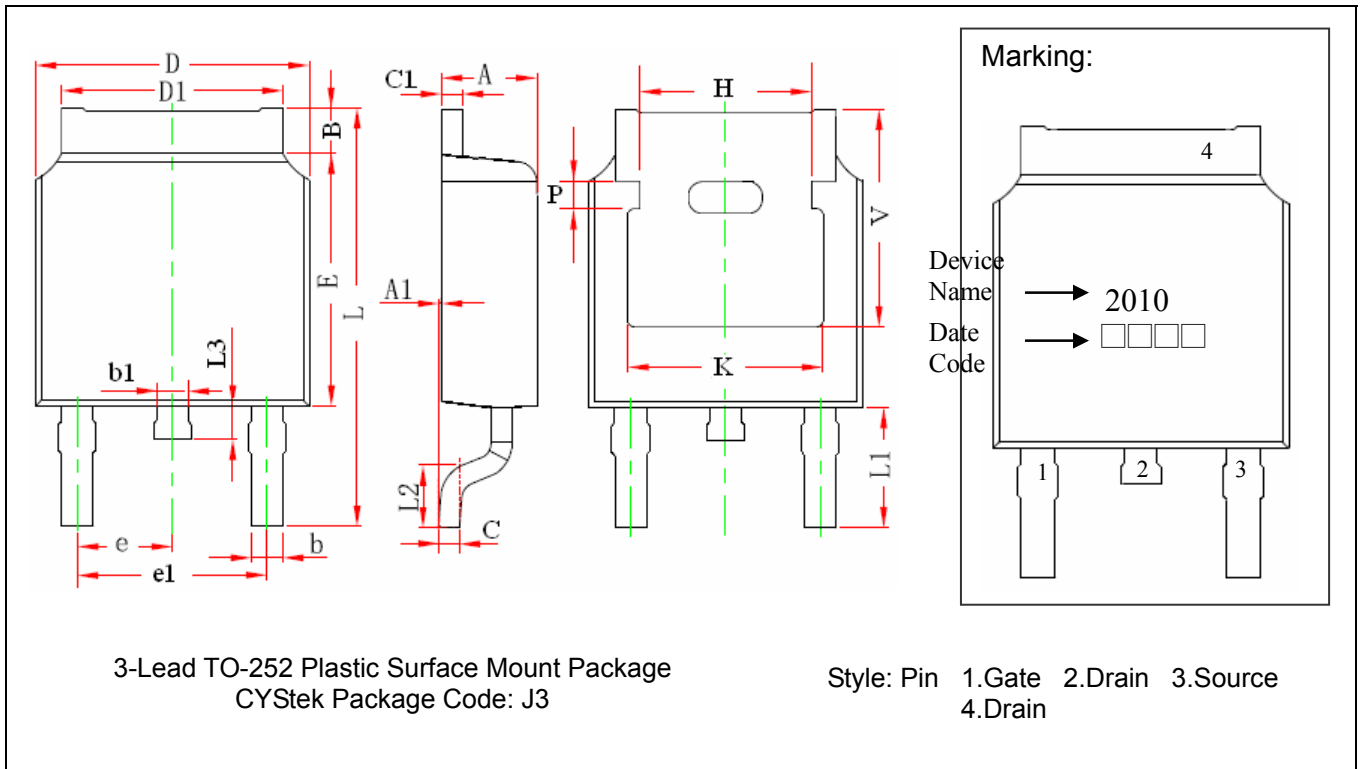 D
D1
B
E
L
L3
b1
e
e1
b
C1
A
A1
L2
C
H
P
V
K
L1
Marking:
4
Device
Name
2010
Date
Code
□□□□
1
2
3
3-Lead TO-252 Plastic Surface Mount Package
CYStek Package Code: J3
Style: Pin 1.Gate 2.Drain 3.Source
4.Drain